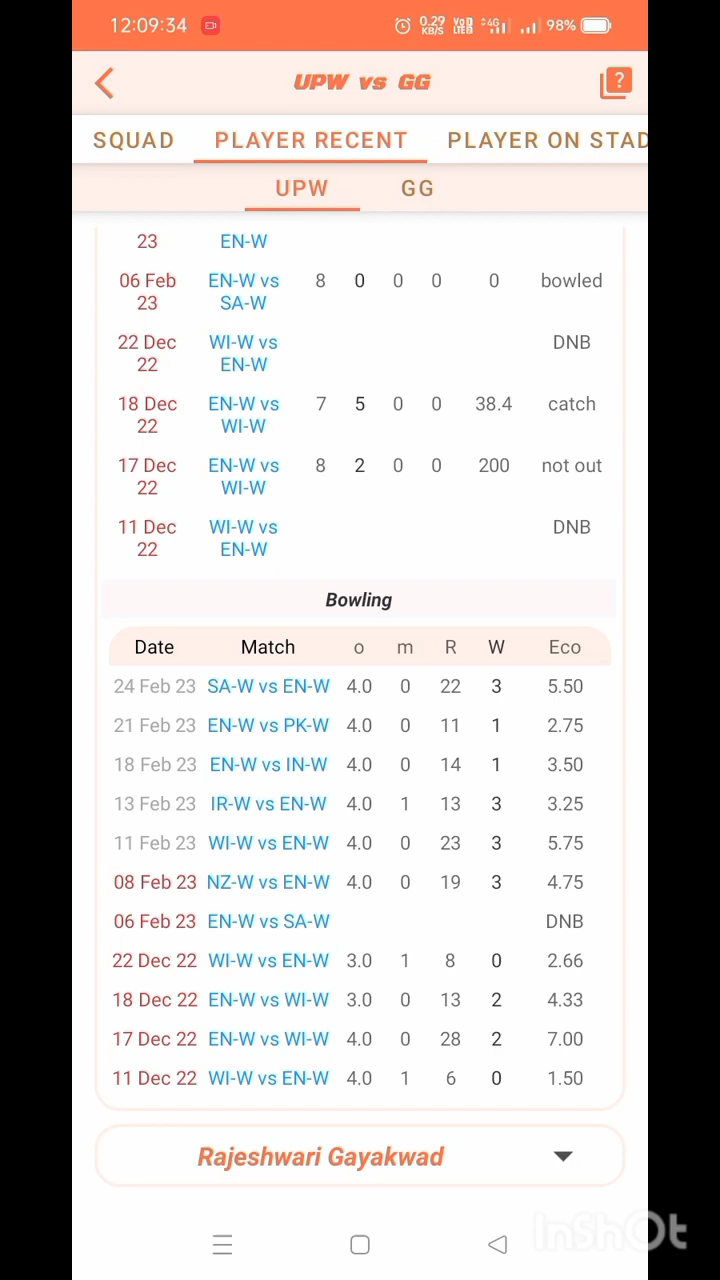 12:09:34 0.29 KB/S VoD LTE 4G 98%
UPW vs GG ?
SQUAD PLAYER RECENT PLAYER ON STAD
UPW GG
23 EN-W
06 Feb EN-W vs 8 0 0 0 0 bowled
23 SA-W
22 Dec WI-W vs DNB
22 EN-W
18 Dec EN-W vs 7 5 0 0 38.4 catch
22 WI-W
17 Dec EN-W vs 8 2 0 0 200 not out
22 WI-W
11 Dec WI-W vs DNB
22 EN-W
Bowling
Date Match o m R W Eco
24 Feb 23 SA-W vs EN-W 4.0 0 22 3 5.50
21 Feb 23 EN-W vs PK-W 4.0 0 11 1 2.75
18 Feb 23 EN-W vs IN-W 4.0 0 14 1 3.50
13 Feb 23 IR-W vs EN-W 4.0 1 13 3 3.25
11 Feb 23 WI-W vs EN-W 4.0 0 23 3 5.75
08 Feb 23 NZ-W vs EN-W 4.0 0 19 3 4.75
06 Feb 23 EN-W vs SA-W DNB
22 Dec 22 WI-W vs EN-W 3.0 1 8 0 2.66
18 Dec 22 EN-W vs WI-W 3.0 0 13 2 4.33
17 Dec 22 EN-W vs WI-W 4.0 0 28 2 7.00
11 Dec 22 WI-W vs EN-W 4.0 1 6 0 1.50
Rajeshwari Gayakwad
InShOt